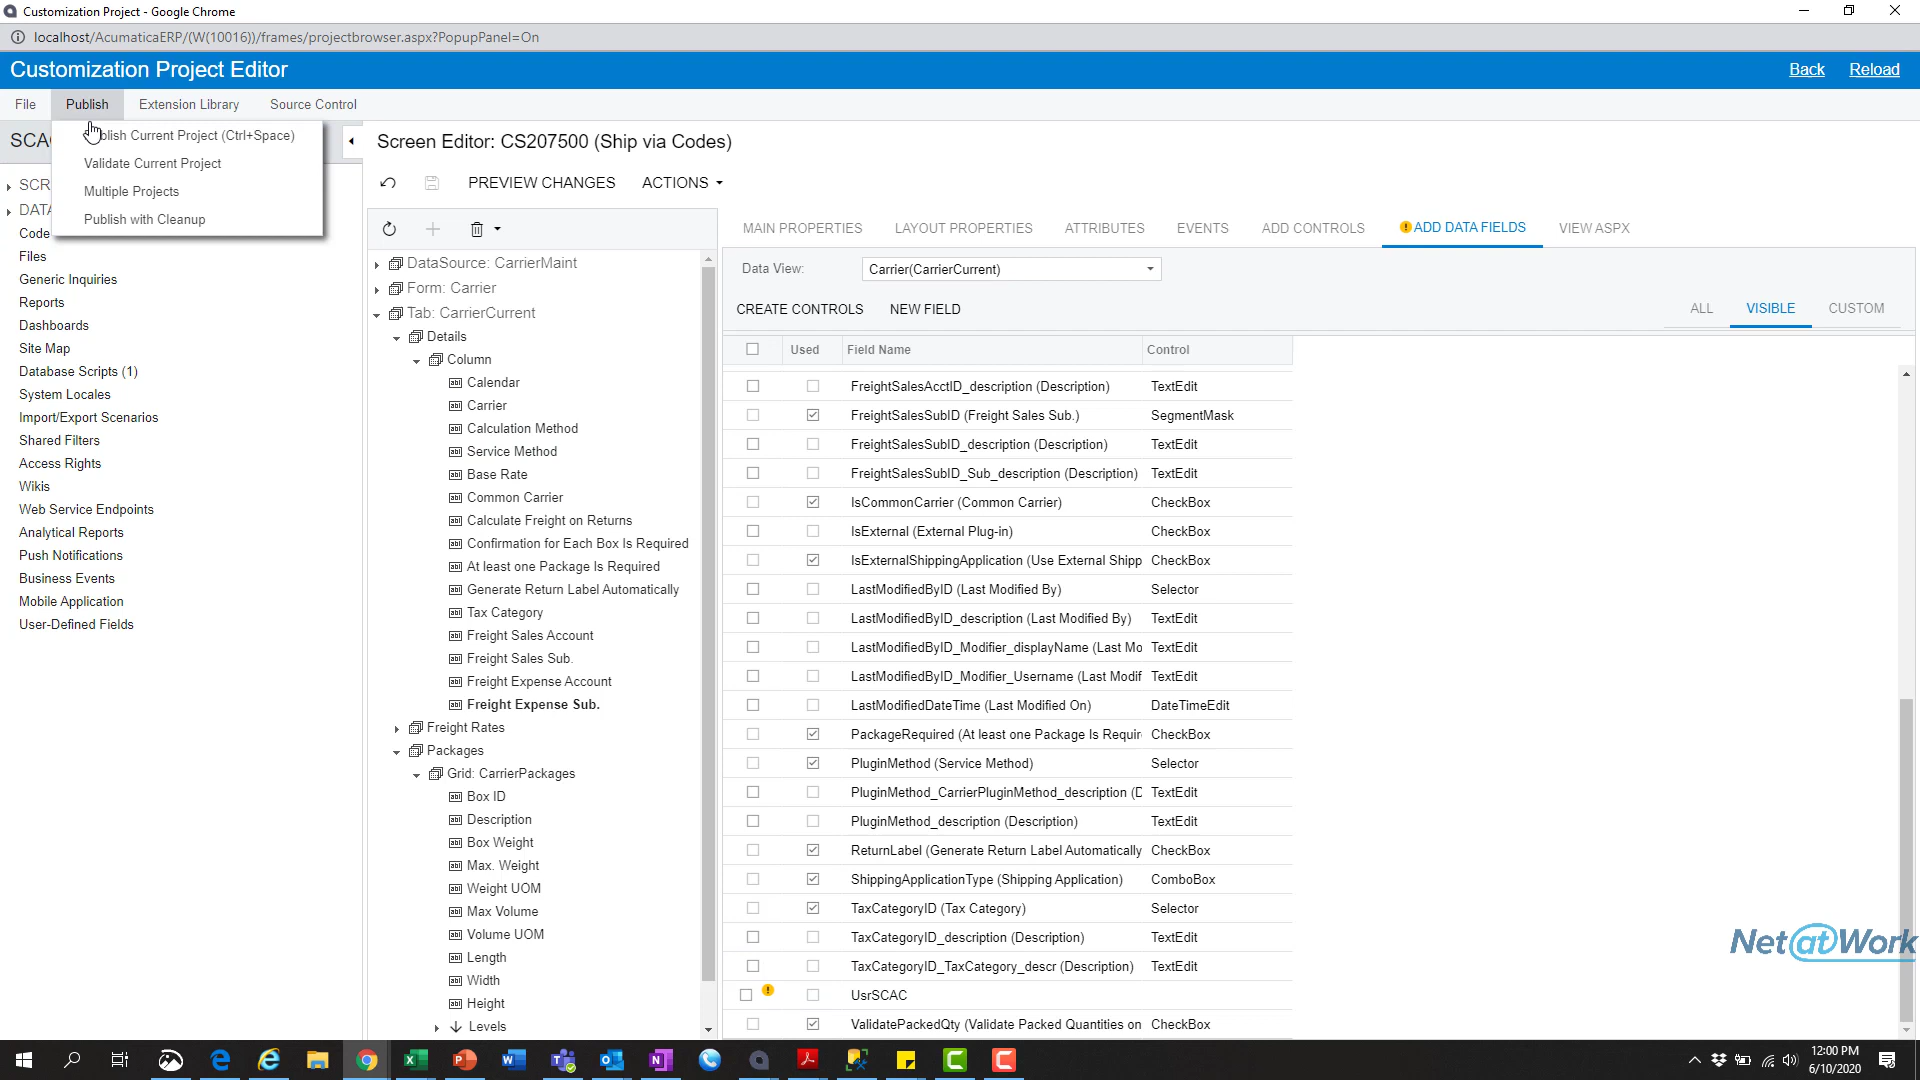 Customization Project - Google Chrome
localhost/AcumaticaERP/(W(10016))/frames/projectbrowser.aspx?PopupPanel=On
Customization Project Editor
Back Reload
File Publish Extension Library Source Control
Current Project (Ctrl+Space)
Validate Current Project
Multiple Projects
Publish with Cleanup
Code
Files
Generic Inquiries
Reports
Dashboards
Site Map
Database Scripts (1)
System Locales
Import/Export Scenarios
Shared Filters
Access Rights
Wikis
Web Service Endpoints
Analytical Reports
Push Notifications
Business Events
Mobile Application
User-Defined Fields
Screen Editor: CS207500 (Ship via Codes)
PREVIEW CHANGES ACTIONS
DataSource: CarrierMaint
Form: Carrier
Tab: CarrierCurrent
Details
Column
Calendar
Carrier
Calculation Method
Service Method
Base Rate
Common Carrier
Calculate Freight on Returns
Confirmation for Each Box Is Required
At least one Package Is Required
Generate Return Label Automatically
Tax Category
Freight Sales Account
Freight Sales Sub.
Freight Expense Account
Freight Expense Sub.
Freight Rates
Packages
Grid: CarrierPackages
Box ID
Description
Box Weight
Max. Weight
Weight UOM
Max Volume
Volume UOM
Length
Width
Height
Levels
MAIN PROPERTIES LAYOUT PROPERTIES ATTRIBUTES EVENTS ADD CONTROLS ADD DATA FIELDS VIEW ASPX
Data View: Carrier(CarrierCurrent)
CREATE CONTROLS NEW FIELD ALL VISIBLE CUSTOM
Used Field Name Control
FreightSalesAcctID_description (Description) TextEdit
FreightSalesSubID (Freight Sales Sub.) SegmentMask
FreightSalesSubID_description (Description) TextEdit
FreightSalesSubID_Sub_description (Description) TextEdit
IsCommonCarrier (Common Carrier) CheckBox
IsExternal (External Plug-in) CheckBox
IsExternalShippingApplication (Use External Shipp CheckBox
LastModifiedByID (Last Modified By) Selector
LastModifiedByID_description (Last Modified By) TextEdit
LastModifiedByID_Modifier_displayName (Last Mo TextEdit
LastModifiedByID_Modifier_Username (Last Modif TextEdit
LastModifiedDateTime (Last Modified On) DateTimeEdit
PackageRequired (At least one Package Is Requir CheckBox
PluginMethod (Service Method) Selector
PluginMethod_CarrierPluginMethod_description (D TextEdit
PluginMethod_description (Description) TextEdit
ReturnLabel (Generate Return Label Automatically CheckBox
ShippingApplicationType (Shipping Application) ComboBox
TaxCategoryID (Tax Category) Selector
TaxCategoryID_description (Description) TextEdit
TaxCategoryID_TaxCategory_descr (Description) TextEdit
UsrSCAC
ValidatePackedQty (Validate Packed Quantities on CheckBox
Net at Work
12:00 PM
6/10/2020